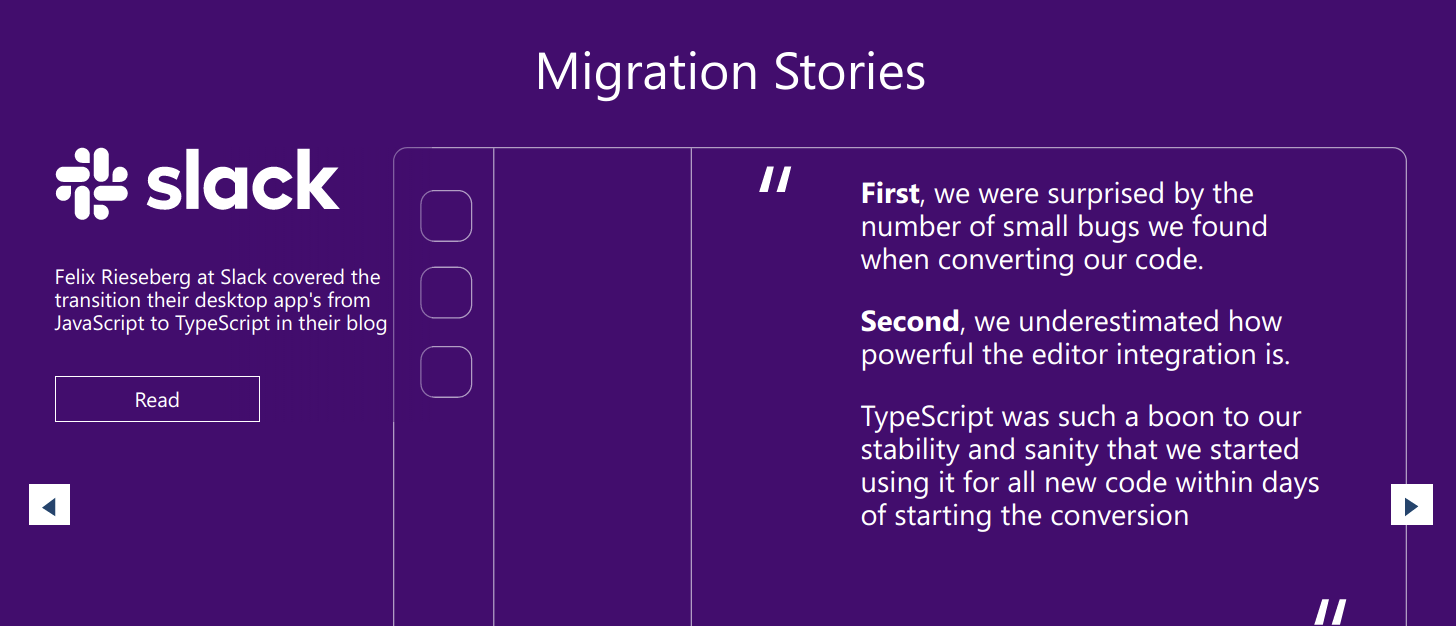 Migration Stories
slack
Felix Rieseberg at Slack covered the
transition their desktop app's from
JavaScript to TypeScript in their blog
Read
"
First, we were surprised by the
number of small bugs we found
when converting our code.
Second, we underestimated how
powerful the editor integration is.
TypeScript was such a boon to our
stability and sanity that we started
using it for all new code within days
of starting the conversion
"